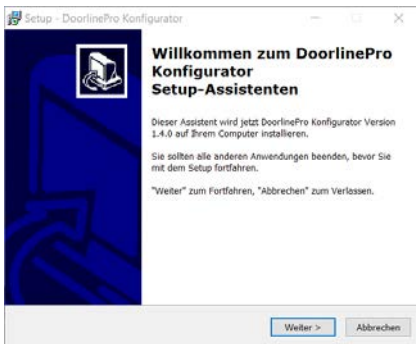 Setup - DoorlinePro Konfigurator
Willkommen zum DoorlinePro
Konfigurator
Setup-Assistenten
Dieser Assistent wird jetzt DoorlinePro Konfigurator Version
1.4.0 auf Ihrem Computer installieren.
Sie sollten alle anderen Anwendungen beenden, bevor Sie
mit dem Setup fortfahren.
"Weiter" zum Fortfahren, "Abbrechen" zum Verlassen.
Weiter >
Abbrechen